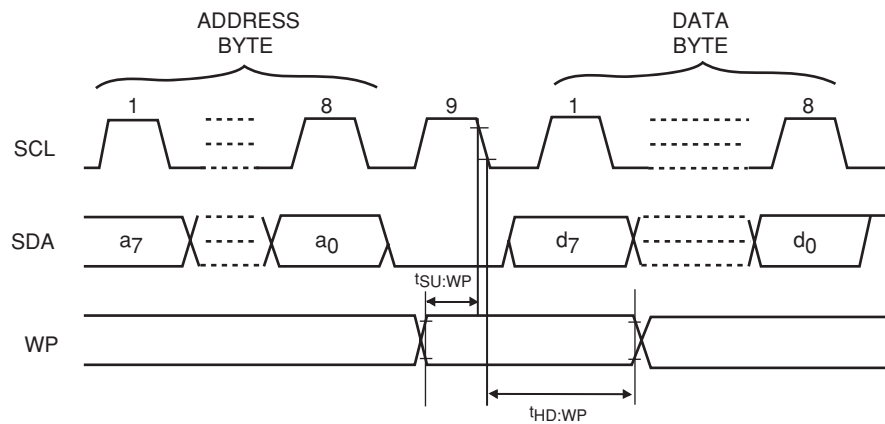 ADDRESS
BYTE
DATA
BYTE
1
8
9
1
8
SCL
SDA
a7
a0
d7
d0
tSU:WP
WP
tHD:WP